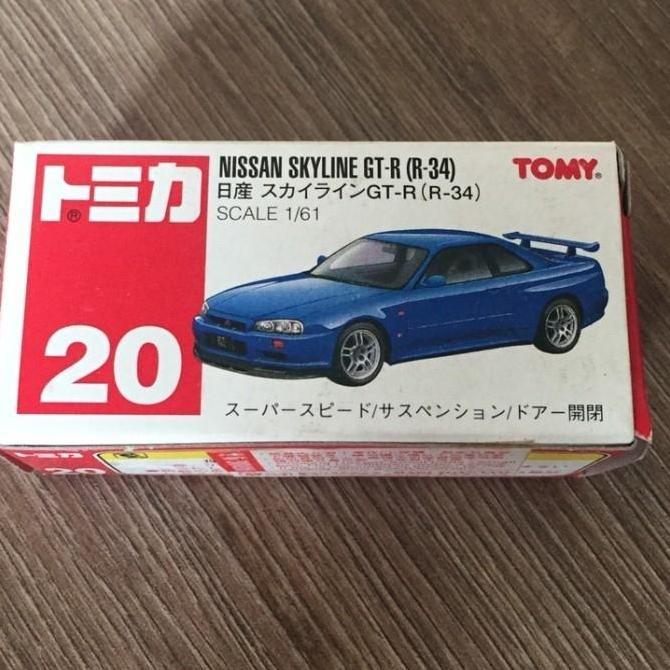 トミカ®
20
NISSAN SKYLINE GT-R (R-34)
日産 スカイラインGT-R(R-34)
SCALE 1/61
TOMY®
スーパースピード/サスペンション/ドアー開閉
20